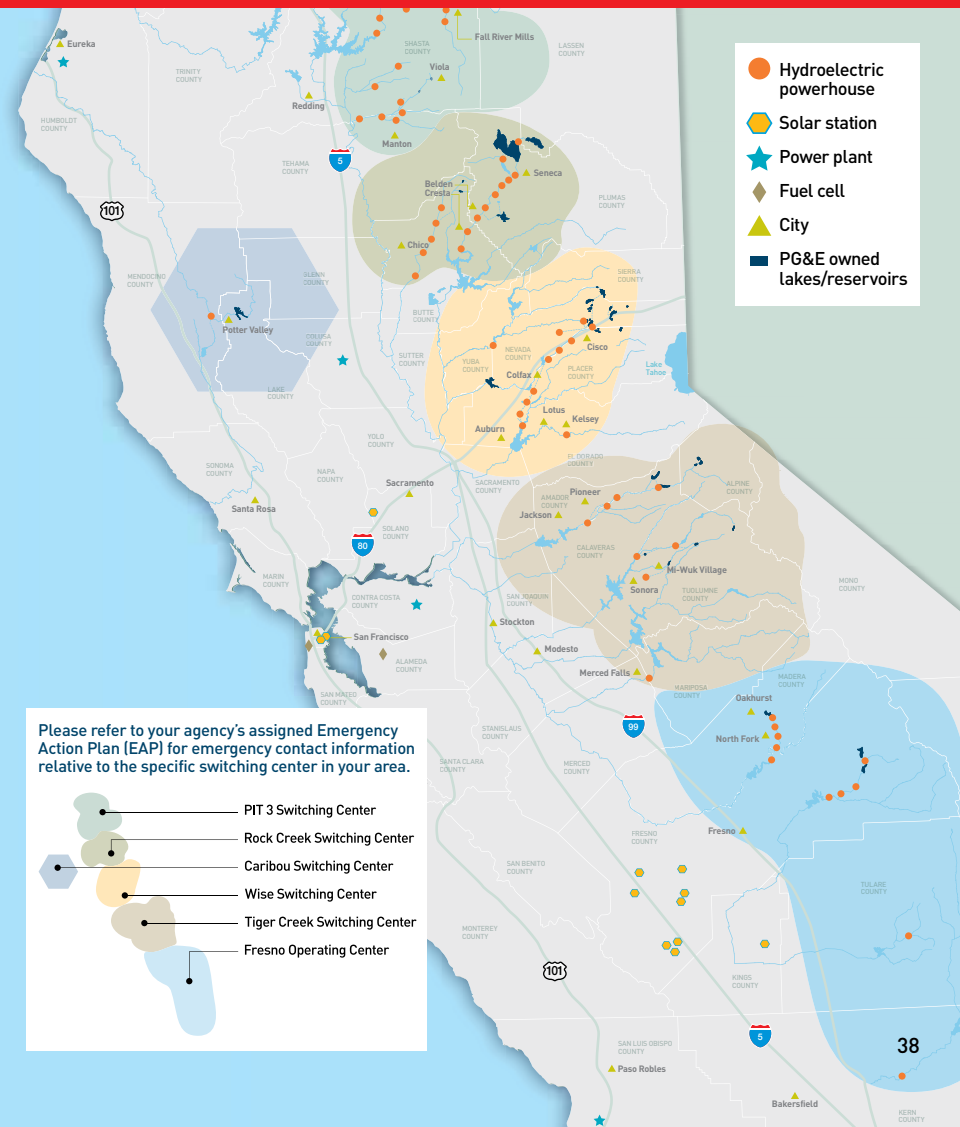 Eureka
Fall River Mills
SHASTA
COUNTY
LASSEN
COUNTY
Viola
TRINITY
COUNTY
Redding
HUMBOLDT
COUNTY
Manton
5
TEHAMA
COUNTY
Seneca
Belden
Cresta
PLUMAS
COUNTY
101
Chico
MENDOCINO
COUNTY
GLENN
COUNTY
SIERRA
COUNTY
BUTTE
COUNTY
Potter Valley
COLUSA
COUNTY
Cisco
NEVADA
COUNTY
SUTTER
COUNTY
YUBA
COUNTY
PLACER
COUNTY
Lake
Tahoe
Colfax
LAKE
COUNTY
Lotus
Kelsey
Auburn
YOLO
COUNTY
EL DORADO
COUNTY
SONOMA
COUNTY
NAPA
COUNTY
Sacramento
SACRAMENTO
COUNTY
ALPINE
COUNTY
Pioneer
AMADOR
COUNTY
Santa Rosa
Jackson
SOLANO
COUNTY
80
CALAVERAS
COUNTY
Mi-Wuk Village
MARIN
COUNTY
MONO
COUNTY
Sonora
TUOLUMNE
COUNTY
CONTRA COSTA
COUNTY
SAN JOAQUIN
COUNTY
Stockton
San Francisco
Modesto
ALAMEDA
COUNTY
Merced Falls
MADERA
COUNTY
MARIPOSA
COUNTY
SAN MATEO
COUNTY
Oakhurst
99
STANISLAUS
COUNTY
North Fork
SANTA CLARA
COUNTY
MERCED
COUNTY
Fresno
FRESNO
COUNTY
SAN BENITO
COUNTY
TULARE
COUNTY
MONTEREY
COUNTY
101
KINGS
COUNTY
5
SAN LUIS OBISPO
COUNTY
Paso Robles
Bakersfield
KERN
COUNTY
38
Hydroelectric
powerhouse
Solar station
Power plant
Fuel cell
City
PG&E owned
lakes/reservoirs
Please refer to your agency's assigned Emergency
Action Plan (EAP) for emergency contact information
relative to the specific switching center in your area.
PIT 3 Switching Center
Rock Creek Switching Center
Caribou Switching Center
Wise Switching Center
Tiger Creek Switching Center
Fresno Operating Center